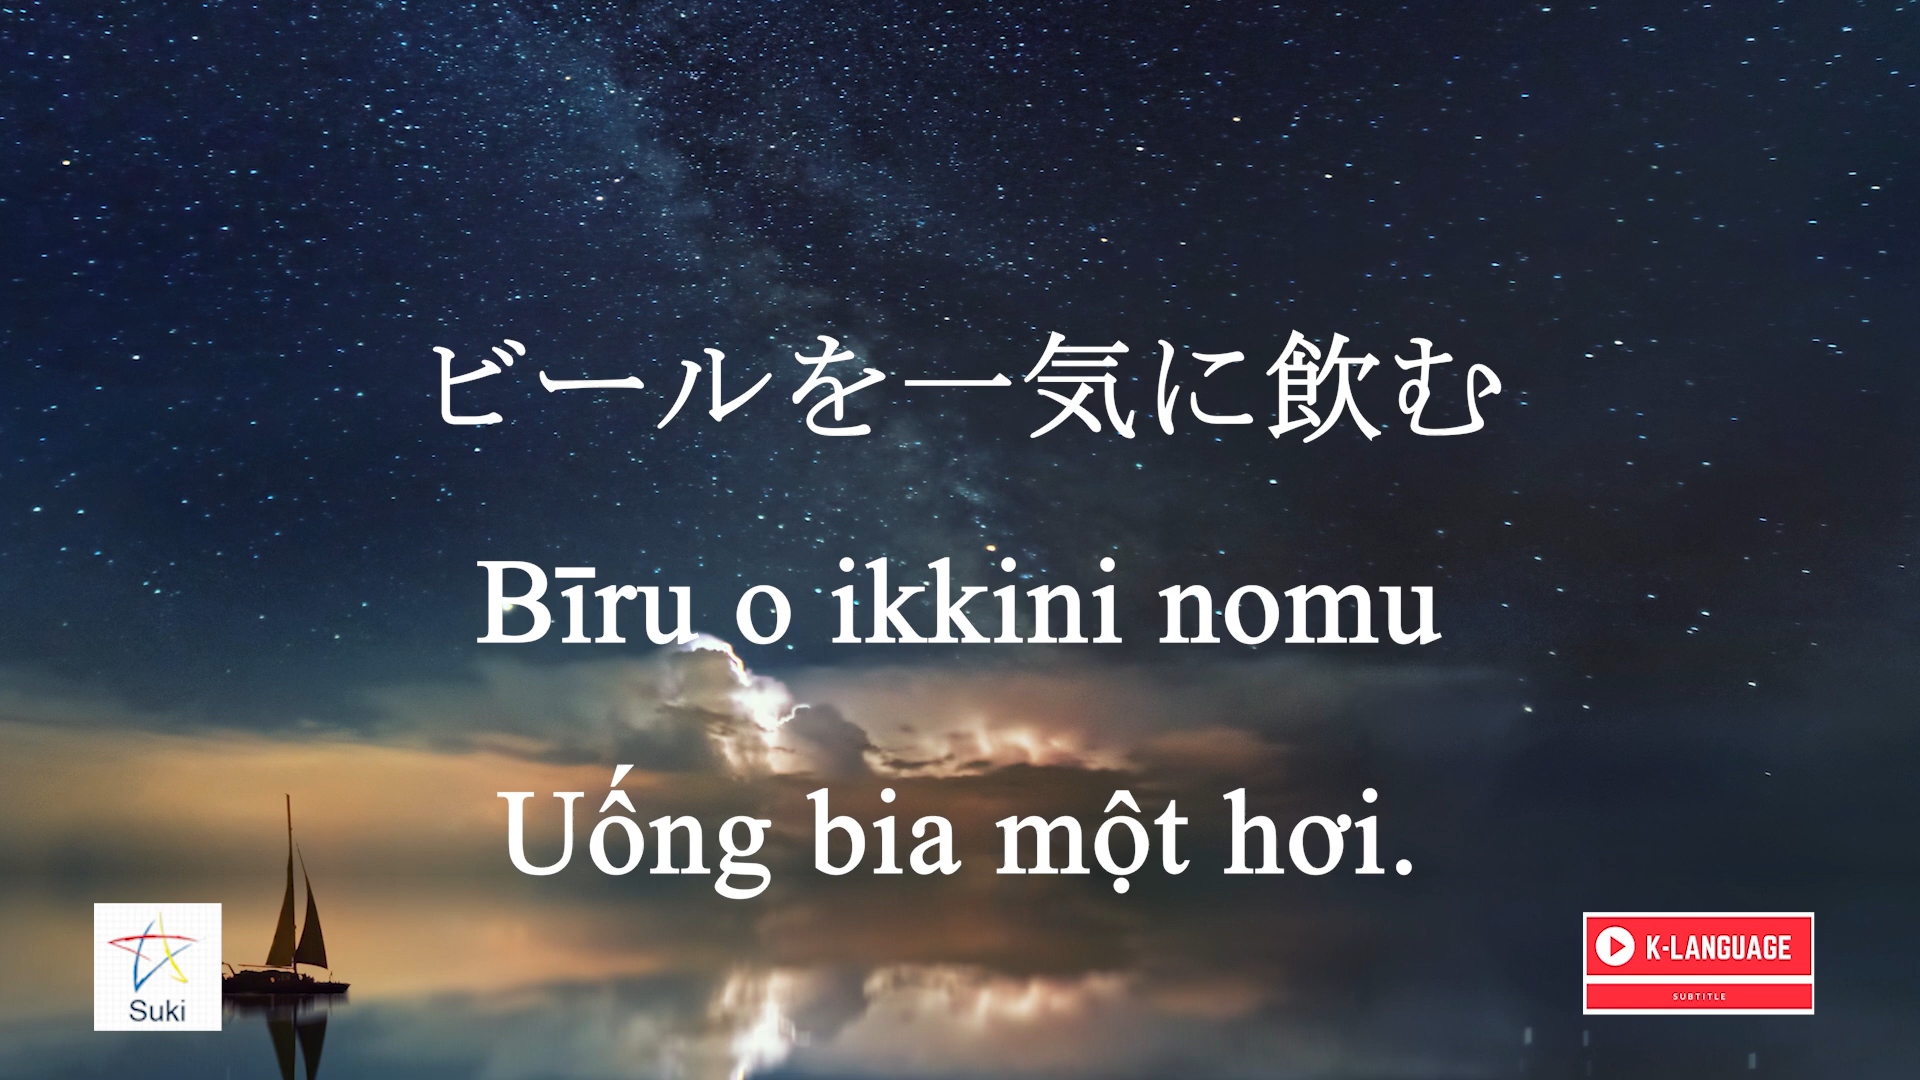 ビールを一気に飲む
Bīru o ikkini nomu
Uống bia một hơi.
Suki
K-LANGUAGE
SUBTITLE